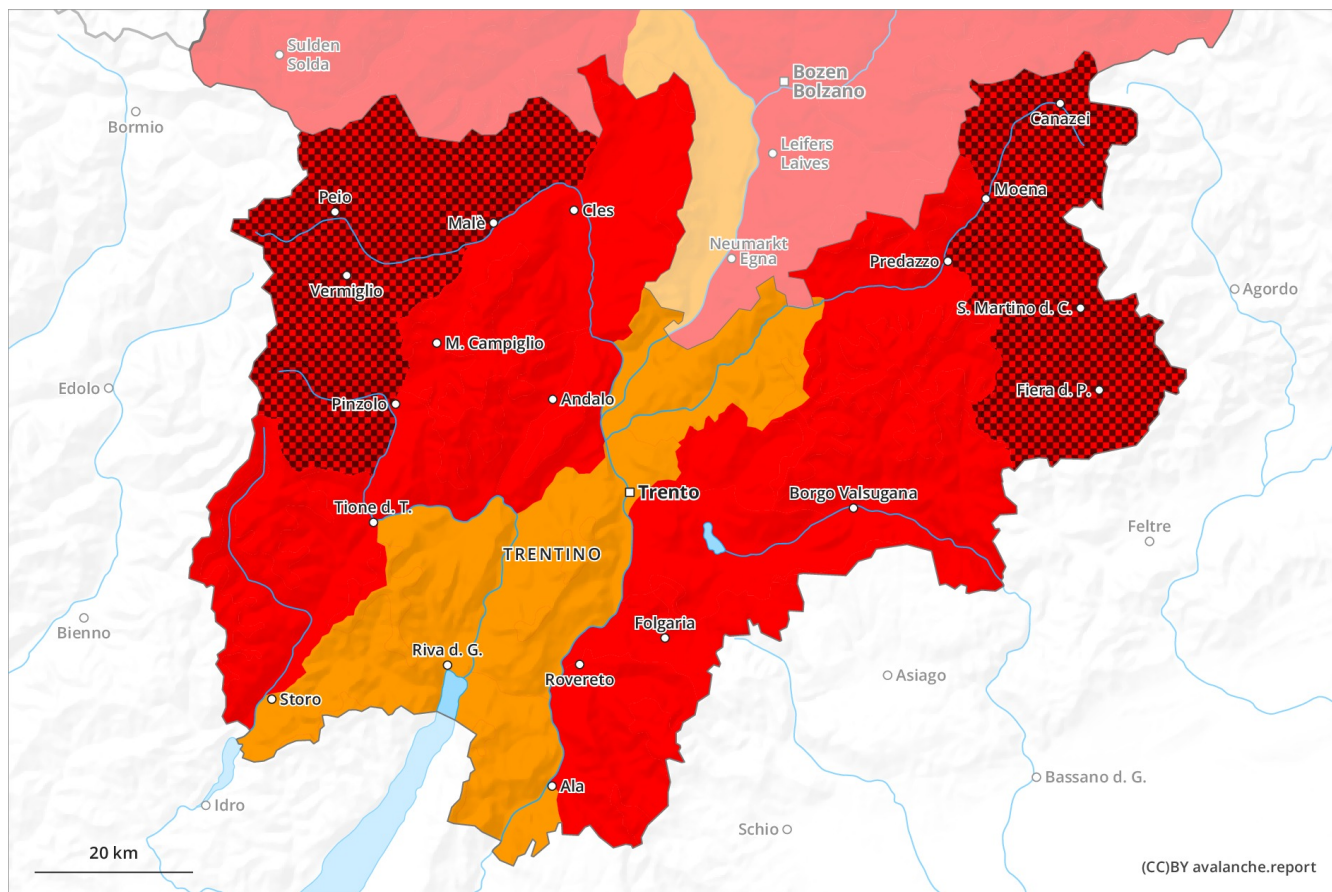 Sulden
Solda
Bozen
Bolzano
Bormio
Canazei
Leifers
Laives
Peio
Moena
Malè
Cles
Neumarkt
Egna
Predazzo
Vermiglio
Agordo
S. Martino d. C.
M. Campiglio
Edolo
Fiera d. P.
Pinzolo
Andalo
Trento
Borgo Valsugana
Tione d. T.
Feltre
TRENTINO
Bienno
Folgaria
Riva d. G.
Asiago
Rovereto
Storo
Bassano d. G.
Ala
Idro
Schio
20 km
(CC)BY avalanche.report